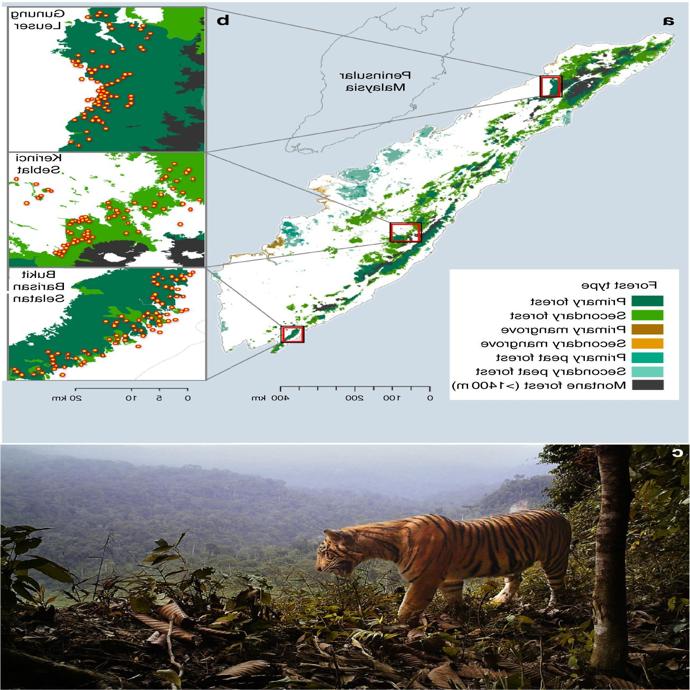 a
b
Gunung
Leuser
Peninsular
Malaysia
Kerinci
Seblat
Bukit
Barisan
Selatan
Forest type
Primary forest
Secondary forest
Primary mangrove
Secondary mangrove
Primary peat forest
Secondary peat forest
Montane forest (>1400 m)
0 100 200 400 km
0 5 10 20 km
c